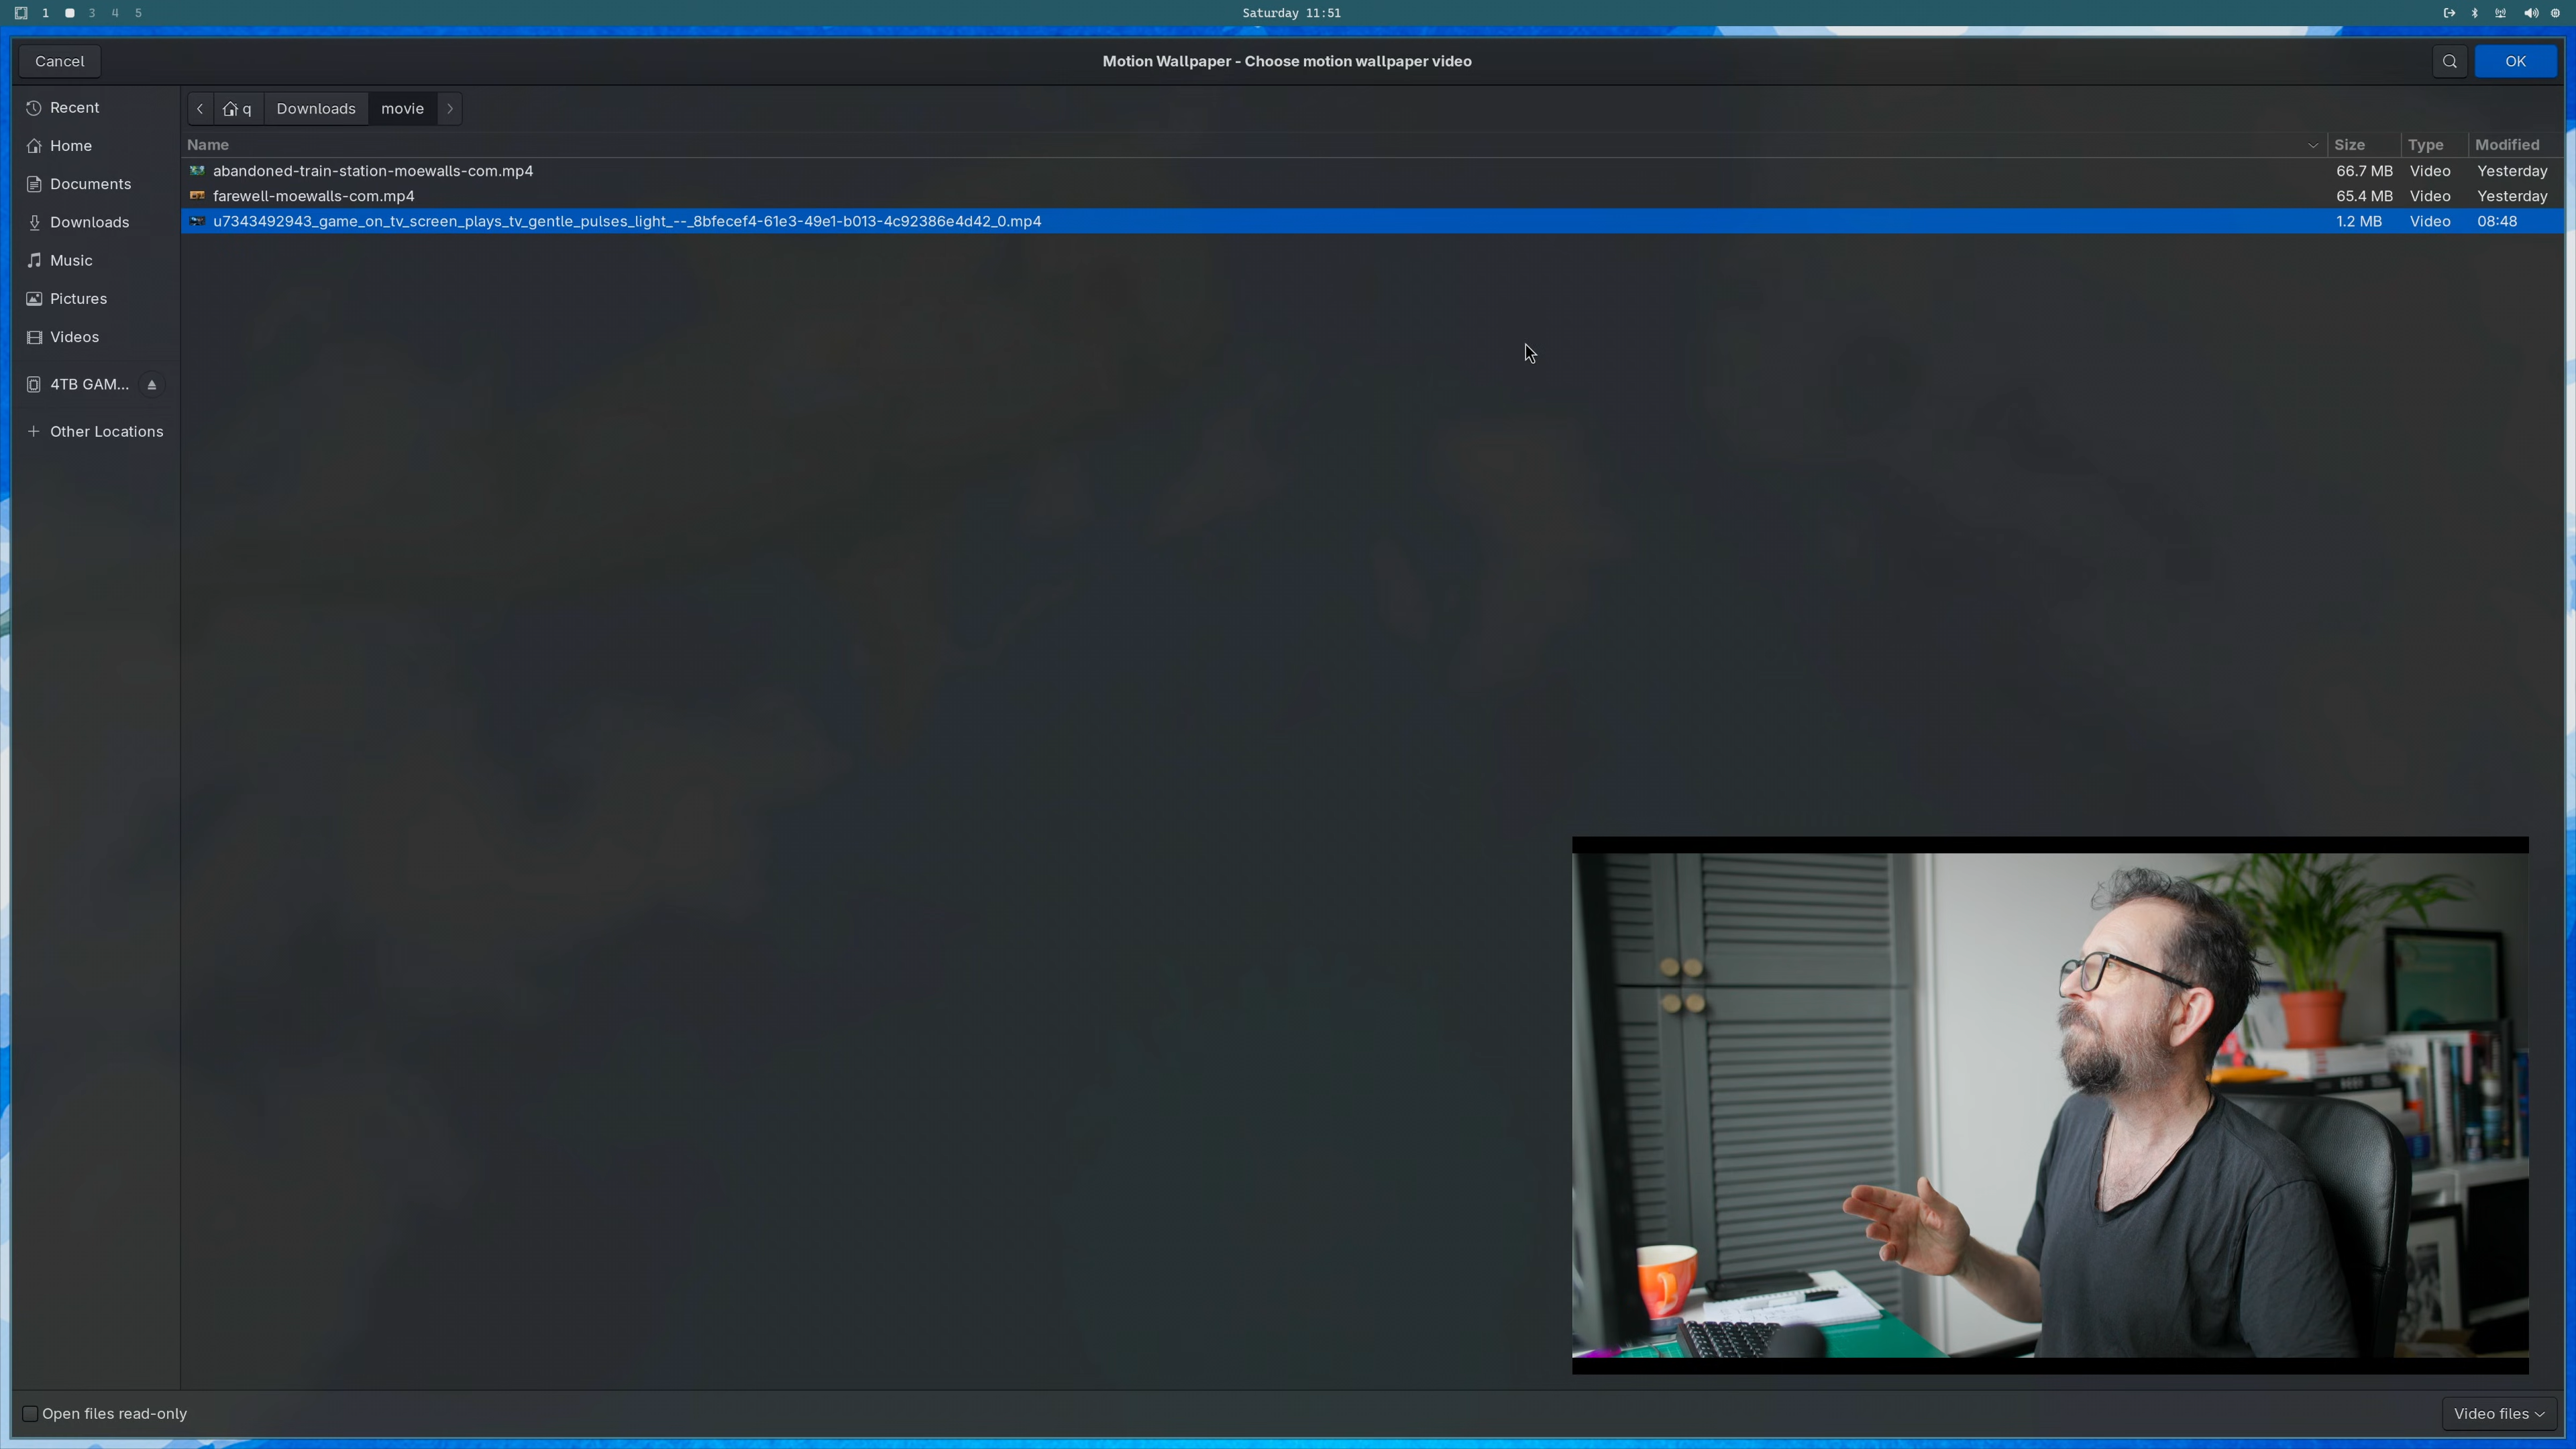 1 3 4 5 Saturday 11:51
Cancel Motion Wallpaper - Choose motion wallpaper video OK
Recent
Home
Documents
Downloads
Music
Pictures
Videos
4TB GAM...
Other Locations
q Downloads movie
Name Size Type Modified
abandoned-train-station-moewalls-com.mp4 66.7 MB Video Yesterday
farewell-moewalls-com.mp4 65.4 MB Video Yesterday
u7343492943_game_on_tv_screen_plays_tv_gentle_pulses_light_--_8bfecef4-61e3-49e1-b013-4c92386e4d42_0.mp4 1.2 MB Video 08:48
Open files read-only Video files